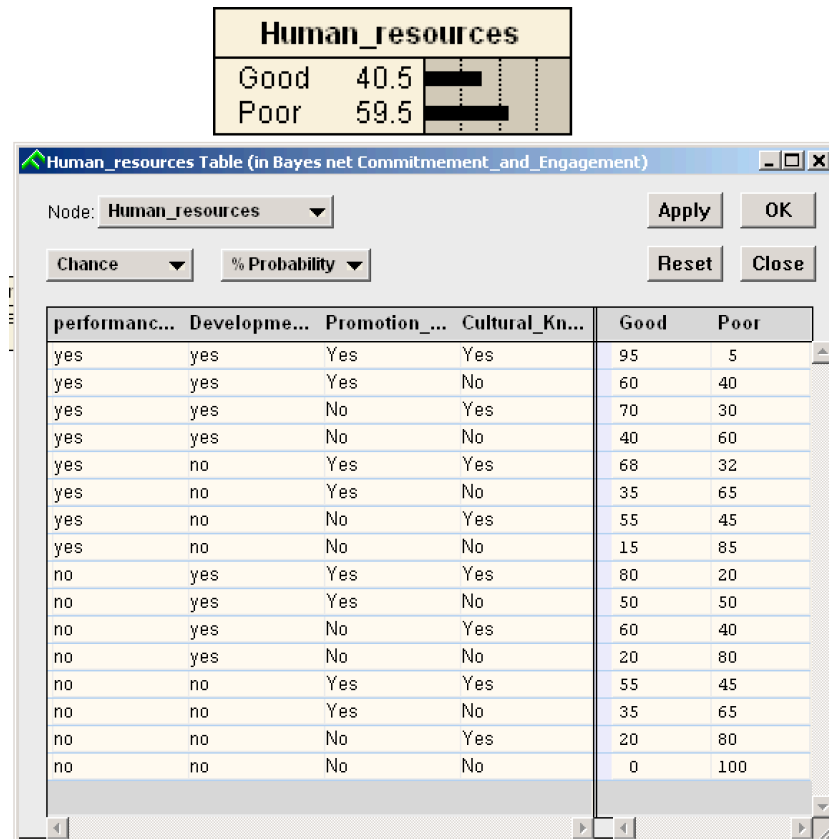 Human_resources
Good 40.5
Poor 59.5
Human_resources Table (in Bayes net Commitmement_and_Engagement)
Node: Human_resources Apply OK
Chance % Probability Reset Close
performanc... Developme... Promotion_... Cultural_Kn... Good Poor
yes yes Yes Yes 95 5
yes yes Yes No 60 40
yes yes No Yes 70 30
yes yes No No 40 60
yes no Yes Yes 68 32
yes no Yes No 35 65
yes no No Yes 55 45
yes no No No 15 85
no yes Yes Yes 80 20
no yes Yes No 50 50
no yes No Yes 60 40
no yes No No 20 80
no no Yes Yes 55 45
no no Yes No 35 65
no no No Yes 20 80
no no No No 0 100